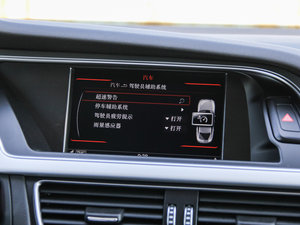 汽车
汽车 驾驶员辅助系统
超速警告
停车辅助系统
驾驶员疲劳提示 打开
雨量感应器 打开